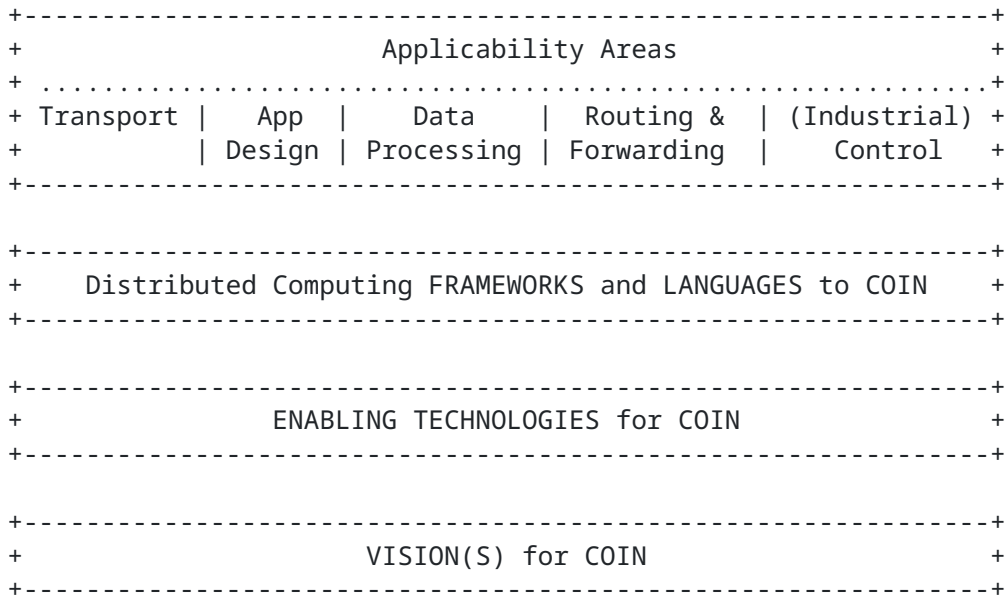 +--------------------------------------------------------------+
+                       Applicability Areas                    +
+ .............................................................+
+ Transport |   App  |    Data     |  Routing &  | (Industrial) +
+           | Design | Processing | Forwarding  |    Control   +
+--------------------------------------------------------------+
+--------------------------------------------------------------+
+    Distributed Computing FRAMEWORKS and LANGUAGES to COIN    +
+--------------------------------------------------------------+
+--------------------------------------------------------------+
+                ENABLING TECHNOLOGIES for COIN                +
+--------------------------------------------------------------+
+--------------------------------------------------------------+
+                      VISION(S) for COIN                      +
+--------------------------------------------------------------+